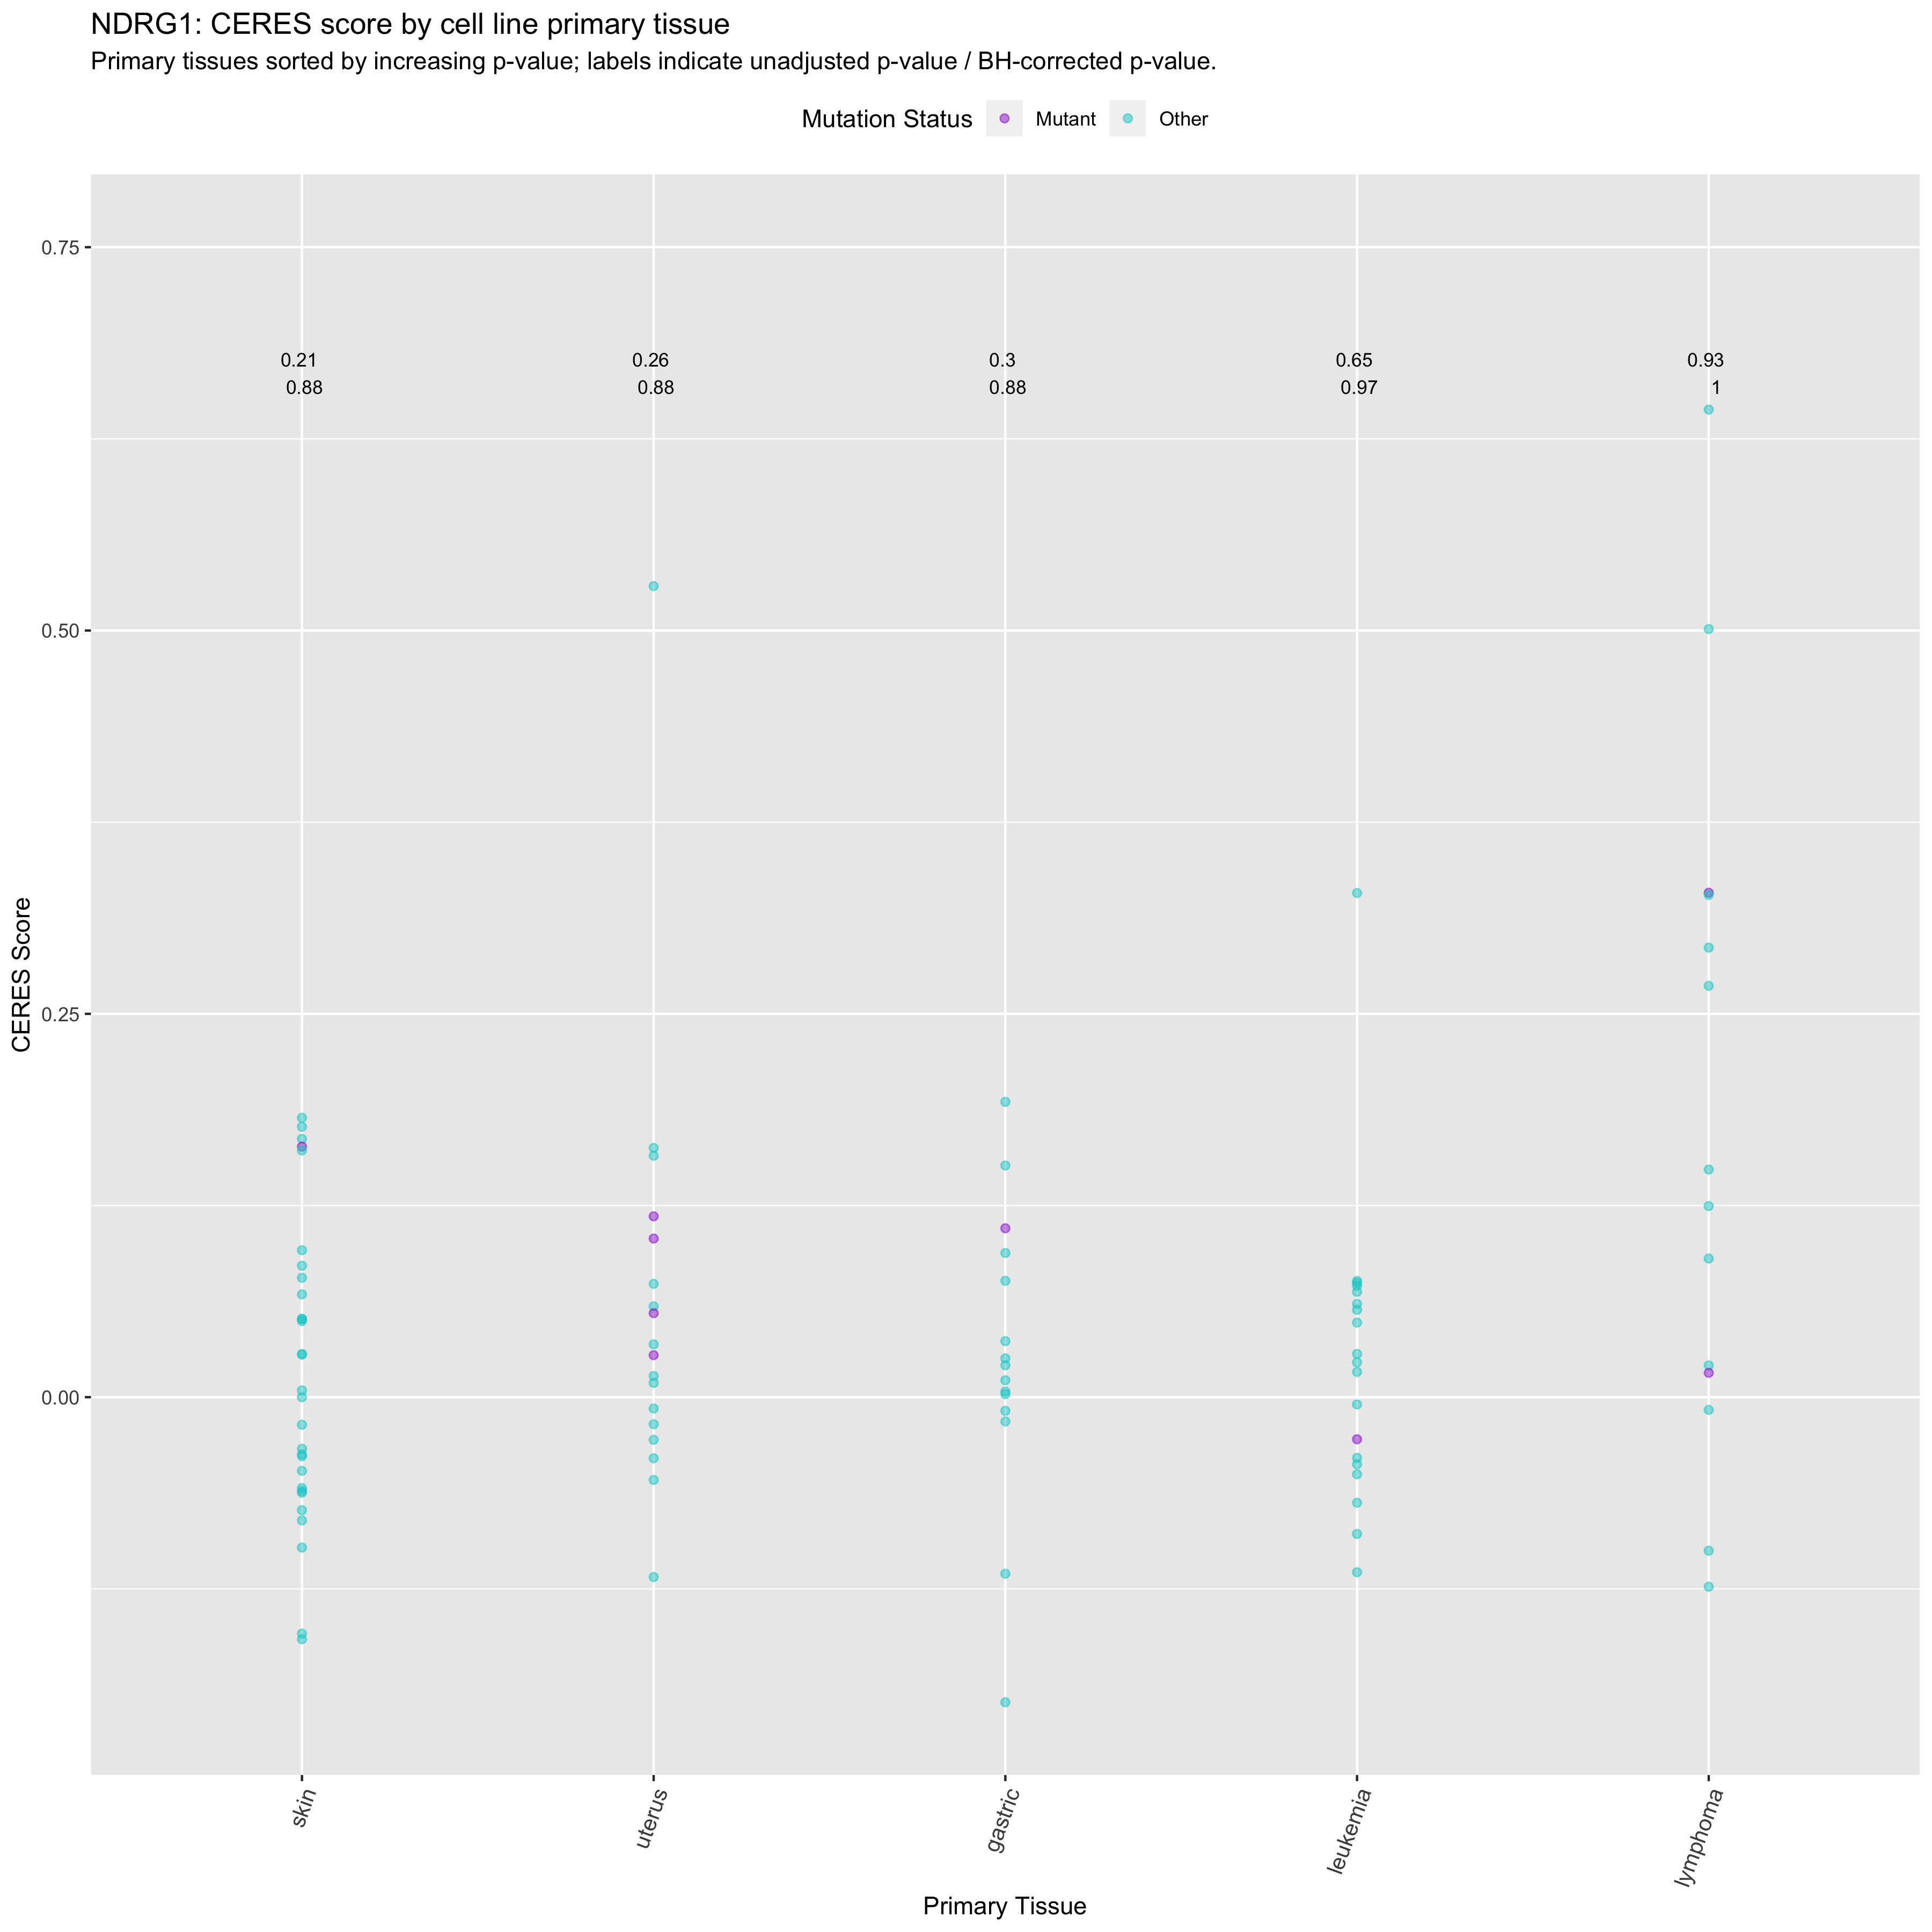 NDRG1: CERES score by cell line primary tissue
Primary tissues sorted by increasing p-value; labels indicate unadjusted p-value / BH-corrected p-value.
Mutation Status Mutant Other
0.75
0.21 0.26 0.3 0.65 0.93
0.88 0.88 0.88 0.97 1
0.50
CERES Score
0.25
0.00
skin uterus gastric leukemia lymphoma
Primary Tissue